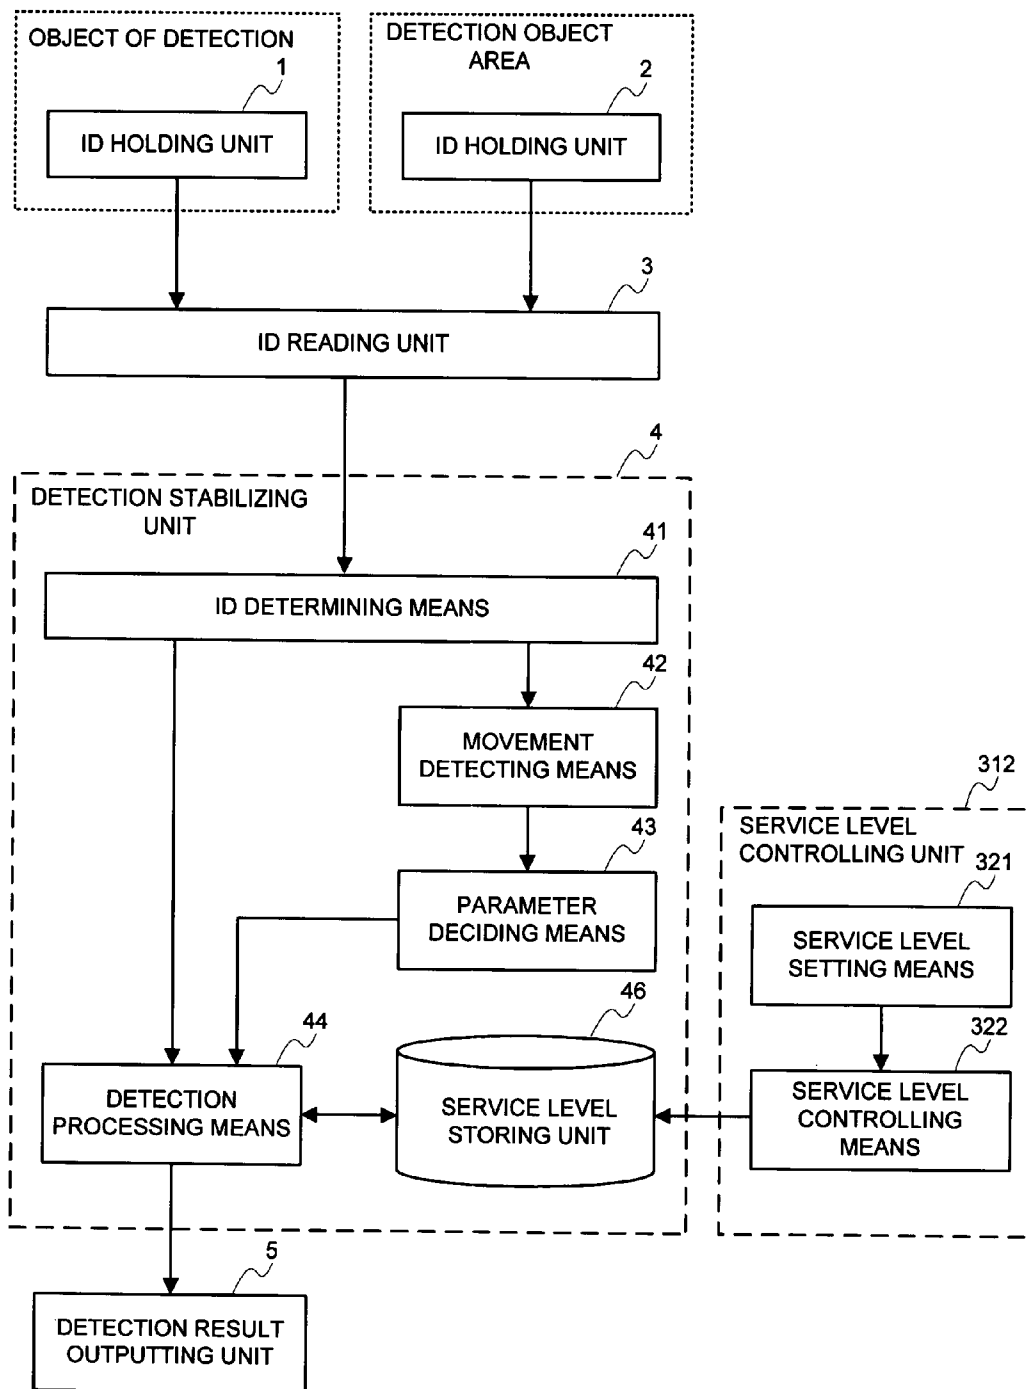 OBJECT OF DETECTION
1
ID HOLDING UNIT
DETECTION OBJECT
AREA
2
ID HOLDING UNIT
3
ID READING UNIT
4
DETECTION STABILIZING
UNIT
41
ID DETERMINING MEANS
42
MOVEMENT
DETECTING MEANS
43
PARAMETER
DECIDING MEANS
44
DETECTION
PROCESSING MEANS
46
SERVICE LEVEL
STORING UNIT
312
SERVICE LEVEL
CONTROLLING UNIT
321
SERVICE LEVEL
SETTING MEANS
322
SERVICE LEVEL
CONTROLLING
MEANS
5
DETECTION RESULT
OUTPUTTING UNIT